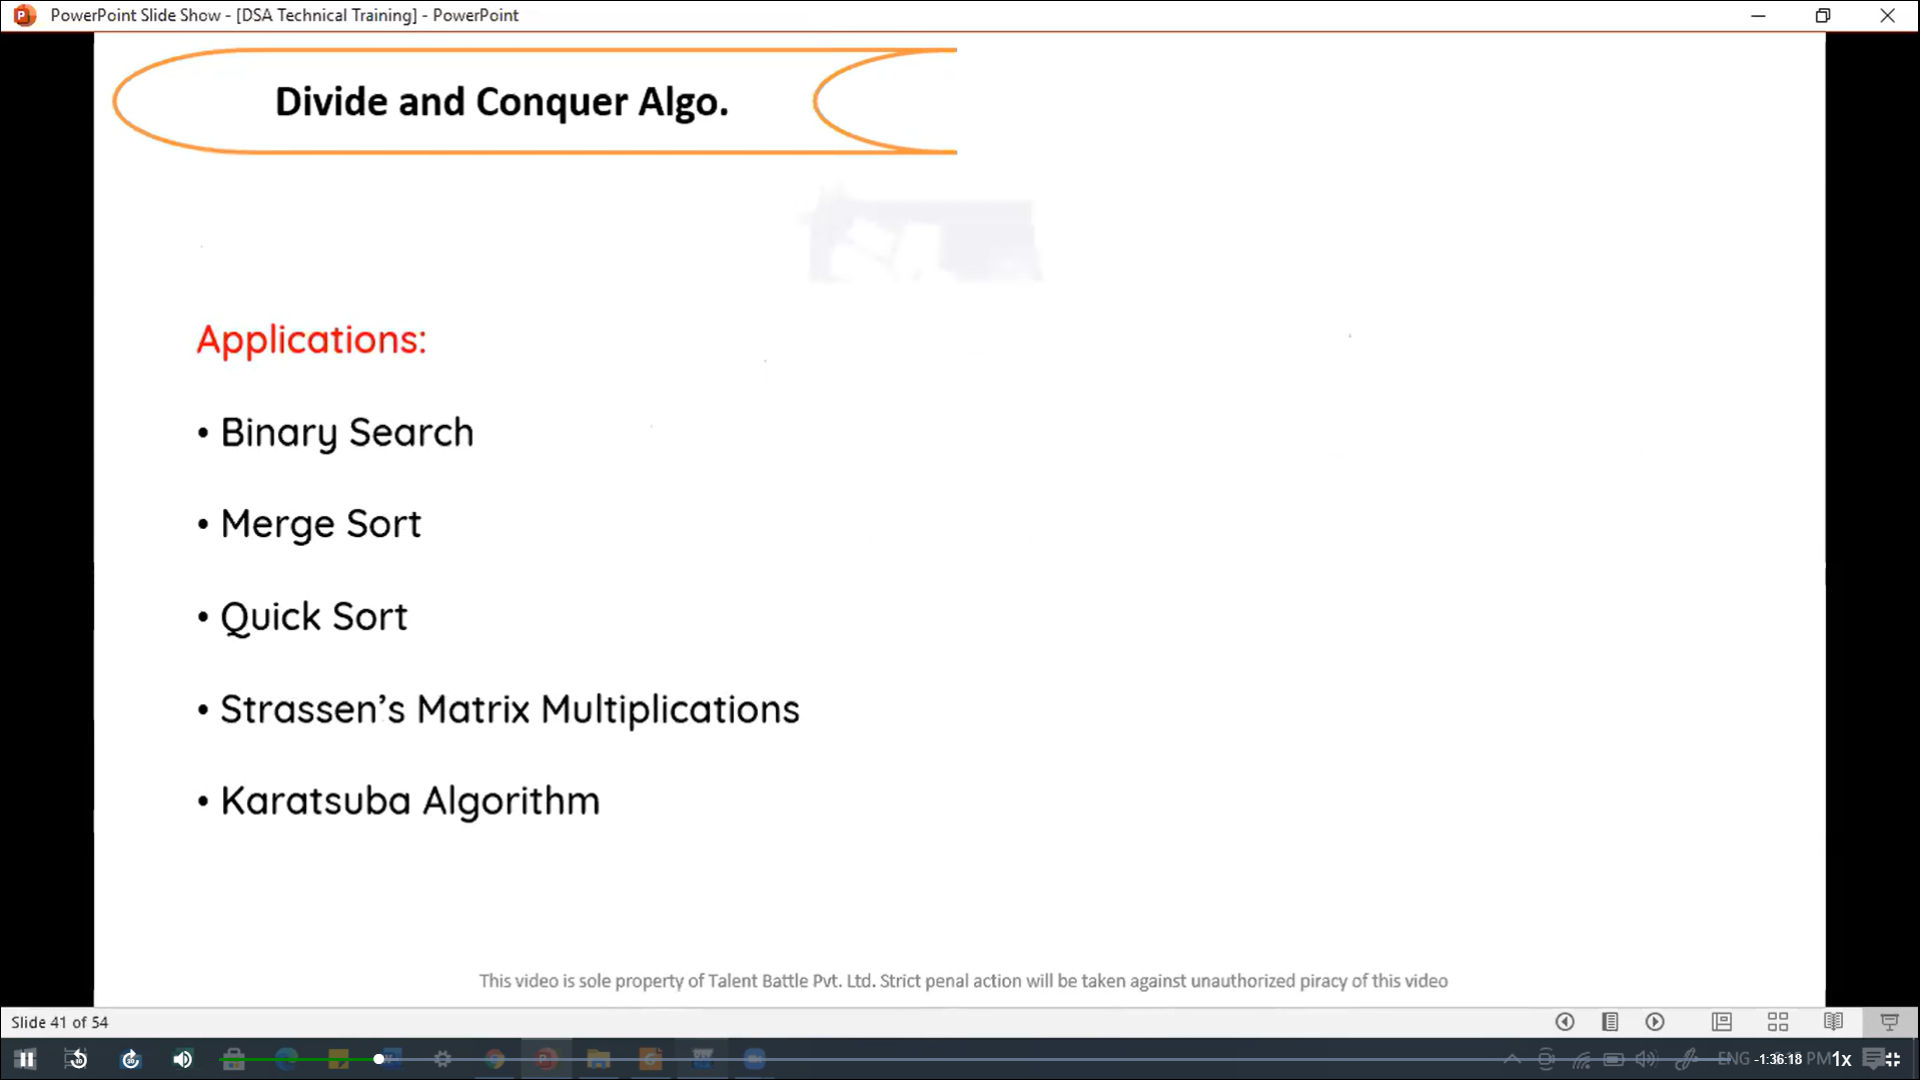 PowerPoint Slide Show - [DSA Technical Training] - PowerPoint
Divide and Conquer Algo.
Applications:
• Binary Search
• Merge Sort
• Quick Sort
• Strassen’s Matrix Multiplications
• Karatsuba Algorithm
This video is sole property of Talent Battle Pvt. Ltd. Strict penal action will be taken against unauthorized piracy of this video
Slide 41 of 54
ENG -1:36:18 PM 1x